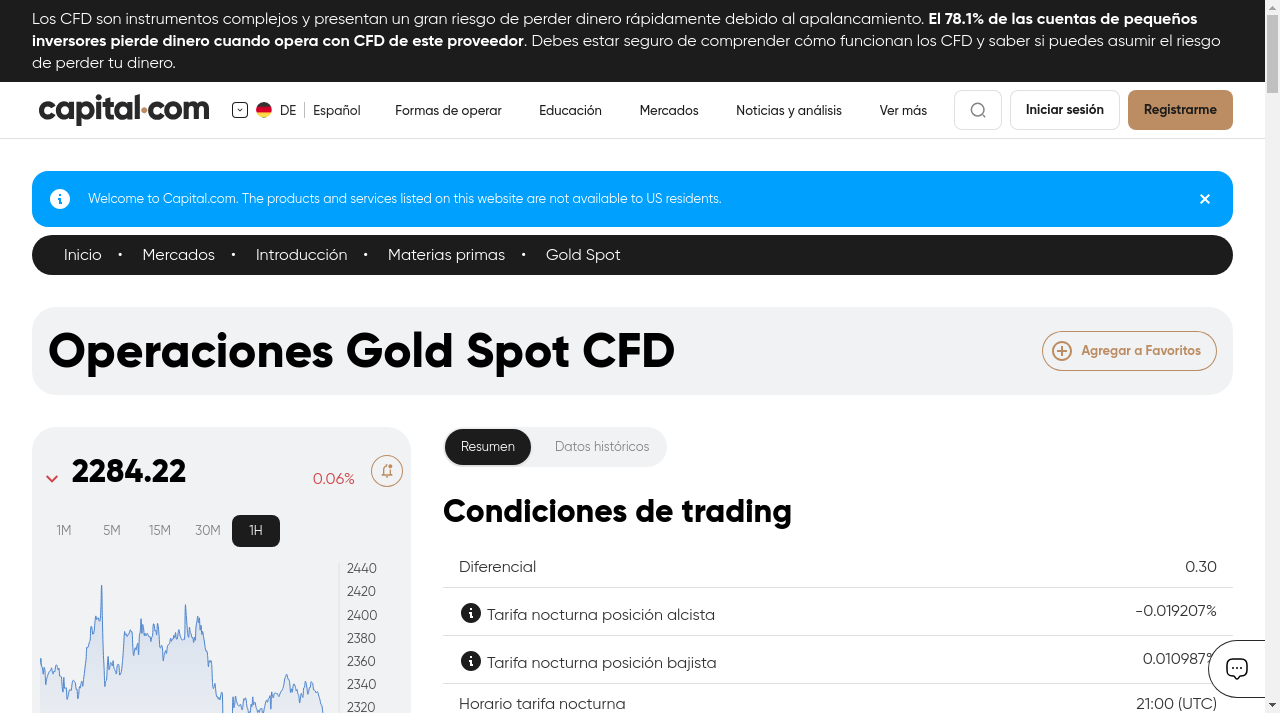 Los CFD son instrumentos complejos y presentan un gran riesgo de perder dinero rápidamente debido al apalancamiento. El 78.1% de las cuentas de pequeños
inversores pierde dinero cuando opera con CFD de este proveedor. Debes estar seguro de comprender cómo funcionan los CFD y saber si puedes asumir el riesgo
de perder tu dinero.
capital.com DE Español Formas de operar Educación Mercados Noticias y análisis Ver más Iniciar sesión Registrarme
Welcome to Capital.com. The products and services listed on this website are not available to US residents.
Inicio • Mercados • Introducción • Materias primas • Gold Spot
Operaciones Gold Spot CFD
Agregar a Favoritos
2284.22
0.06%
1M 5M 15M 30M 1H
2440
2420
2400
2380
2360
2340
2320
Resumen Datos históricos
Condiciones de trading
Diferencial 0.30
Tarifa nocturna posición alcista -0.019207%
Tarifa nocturna posición bajista 0.010987%
Horario tarifa nocturna 21:00 (UTC)